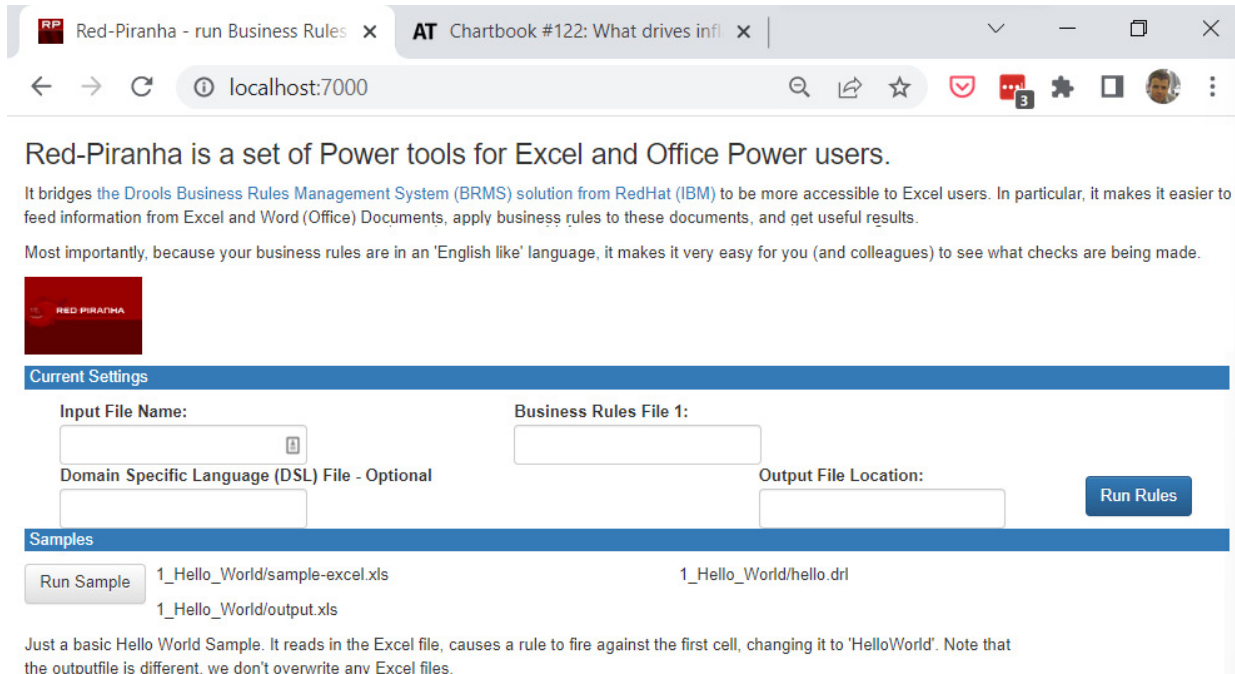 RP Red-Piranha - run Business Rules
AT Chartbook #122: What drives infl
localhost:7000
3
Red-Piranha is a set of Power tools for Excel and Office Power users.
It bridges the Drools Business Rules Management System (BRMS) solution from RedHat (IBM) to be more accessible to Excel users. In particular, it makes it easier to
feed information from Excel and Word (Office) Documents, apply business rules to these documents, and get useful results.
Most importantly, because your business rules are in an 'English like' language, it makes it very easy for you (and colleagues) to see what checks are being made.
RED PIRANHA
Current Settings
Input File Name:
Business Rules File 1:
Domain Specific Language (DSL) File - Optional
Output File Location:
Run Rules
Samples
Run Sample
1_Hello_World/sample-excel.xls
1_Hello_World/hello.drl
1_Hello_World/output.xls
Just a basic Hello World Sample. It reads in the Excel file, causes a rule to fire against the first cell, changing it to 'HelloWorld'. Note that
the outputfile is different, we don't overwrite any Excel files.